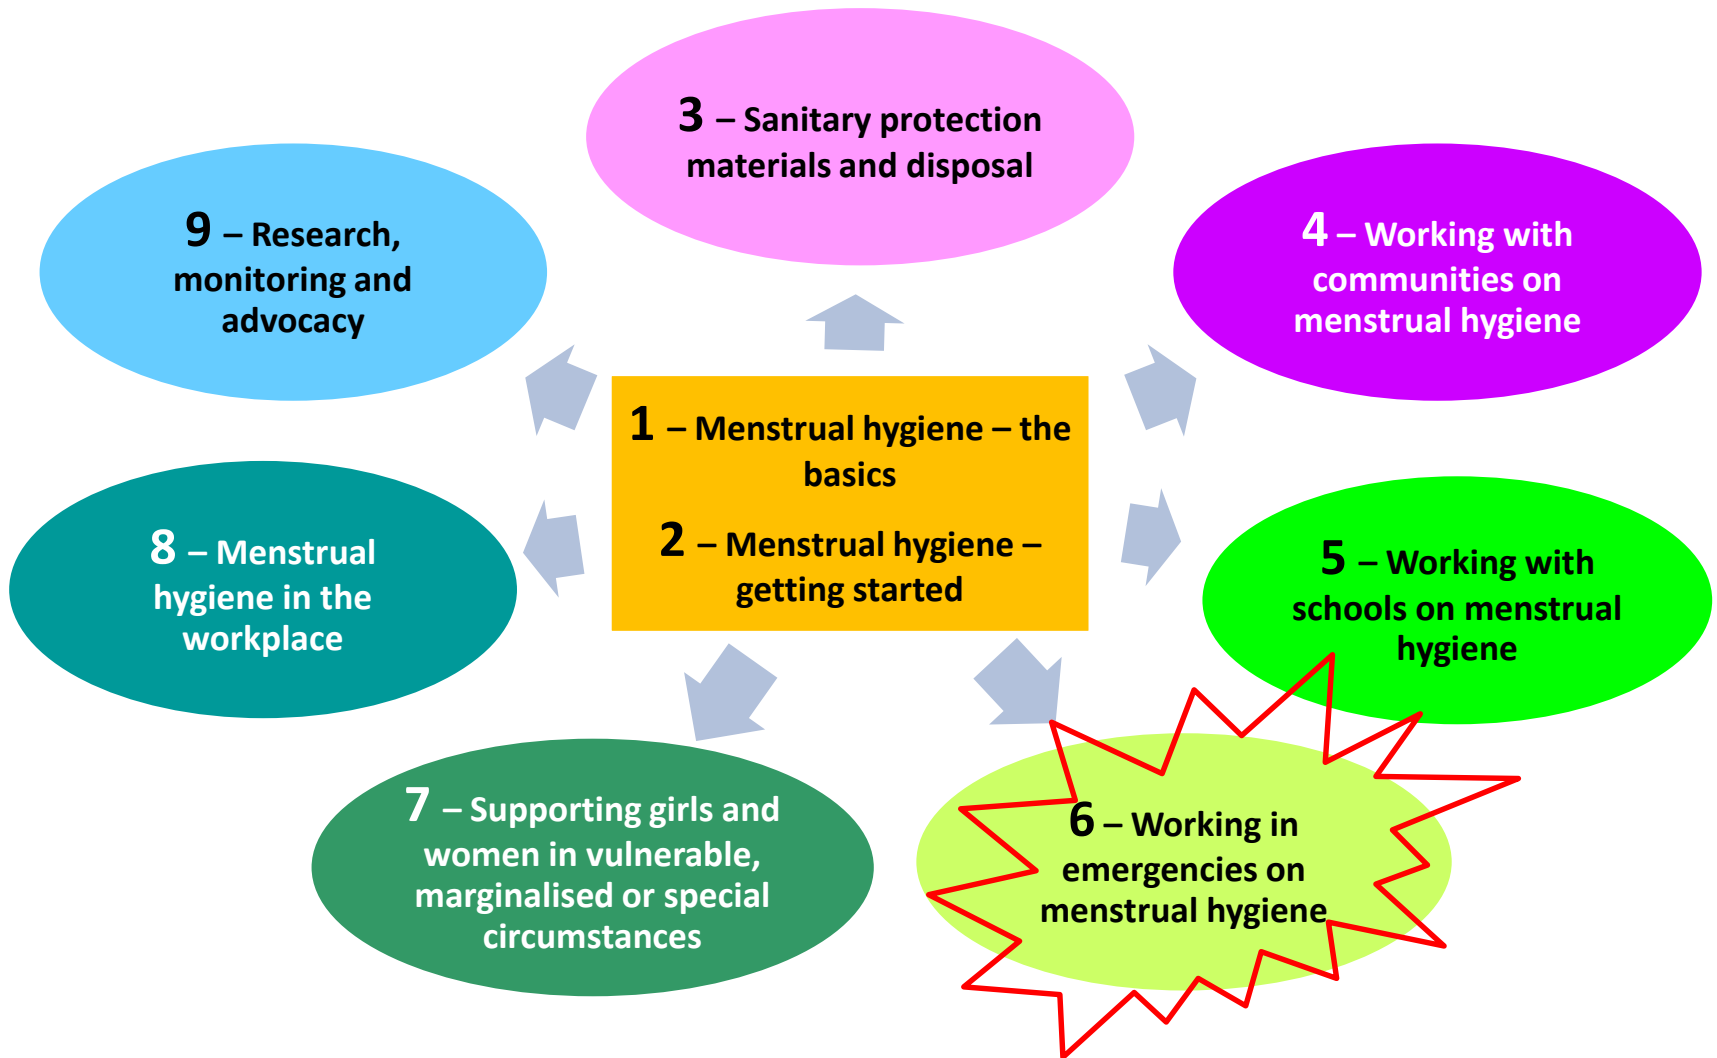 3 – Sanitary protection
materials and disposal
9 – Research,
monitoring and
advocacy
4 – Working with
communities on
menstrual hygiene
1 – Menstrual hygiene – the
basics
2 – Menstrual hygiene –
getting started
8 – Menstrual
hygiene in the
workplace
5 – Working with
schools on menstrual
hygiene
7 – Supporting girls and
women in vulnerable,
marginalised or special
circumstances
6 – Working in
emergencies on
menstrual hygiene